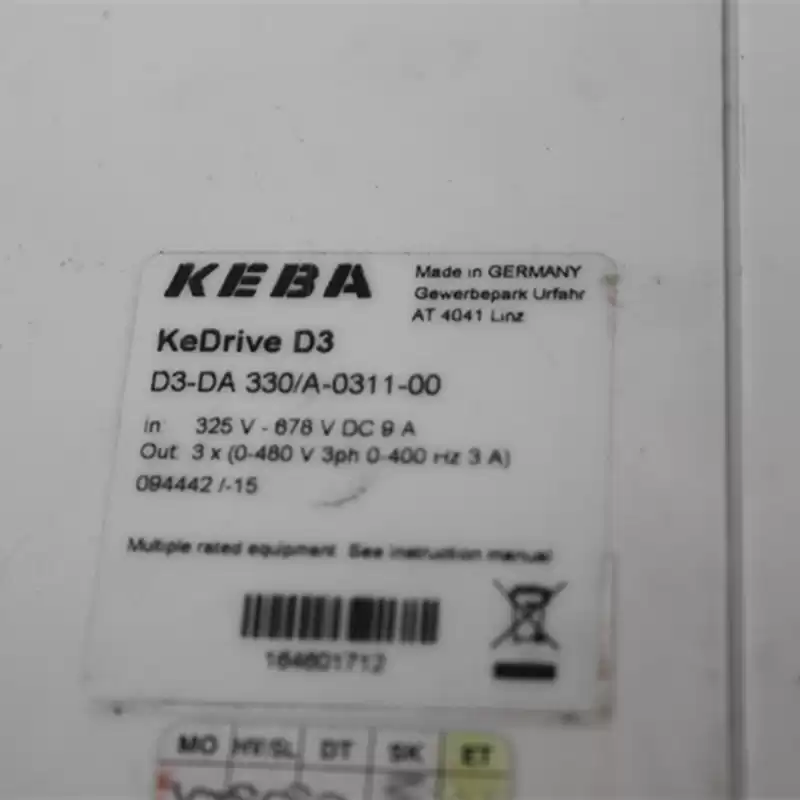 KEBA
Made in GERMANY
Gewerbepark Urfahr
AT 4041 Linz
KeDrive D3
D3-DA 330/A-0311-00
In: 325 V - 678 V DC 9 A
Out: 3 x (0-480 V 3ph 0-400 Hz 3 A)
094442 /-15
Multiple rated equipment. See instruction manual
164601712
MO HV/SL DT SK ET